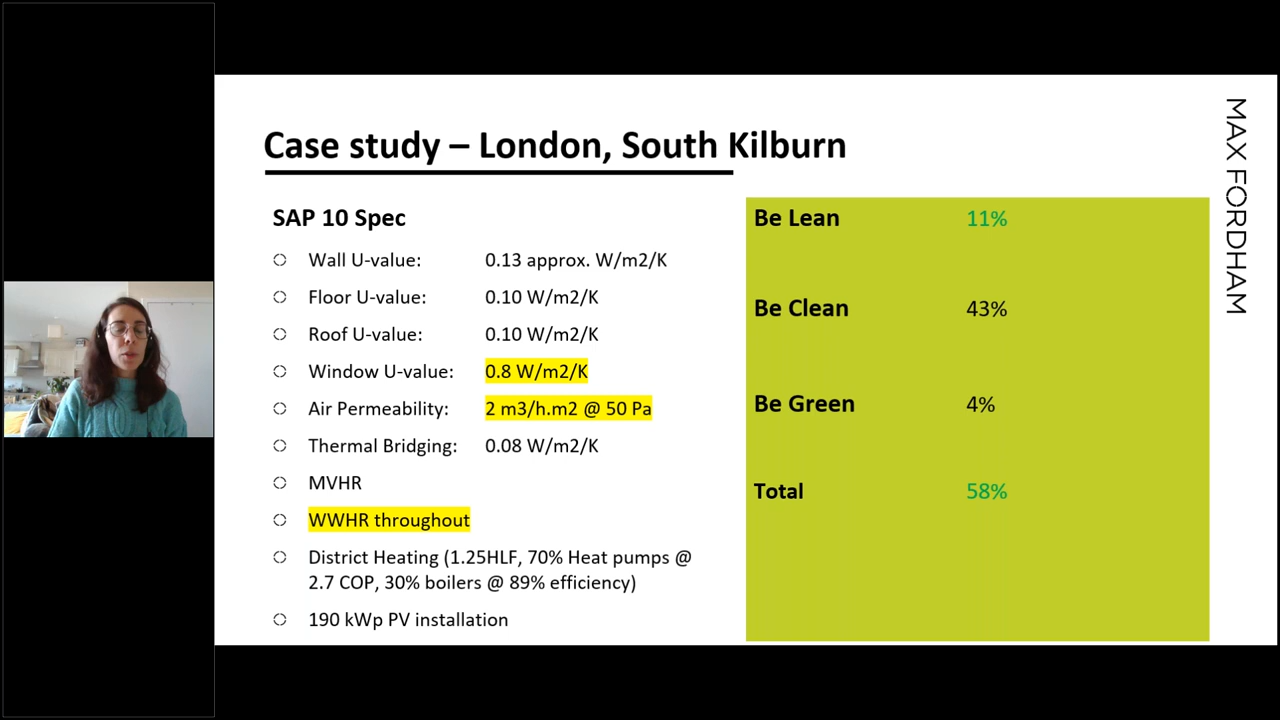 Case study – London, South Kilburn
SAP 10 Spec
Wall U-value: 0.13 approx. W/m2/K
Floor U-value: 0.10 W/m2/K
Roof U-value: 0.10 W/m2/K
Window U-value: 0.8 W/m2/K
Air Permeability: 2 m3/h.m2 @ 50 Pa
Thermal Bridging: 0.08 W/m2/K
MVHR
WWHR throughout
District Heating (1.25HLF, 70% Heat pumps @
2.7 COP, 30% boilers @ 89% efficiency)
190 kWp PV installation
Be Lean 11%
Be Clean 43%
Be Green 4%
Total 58%
MAX FORDHAM